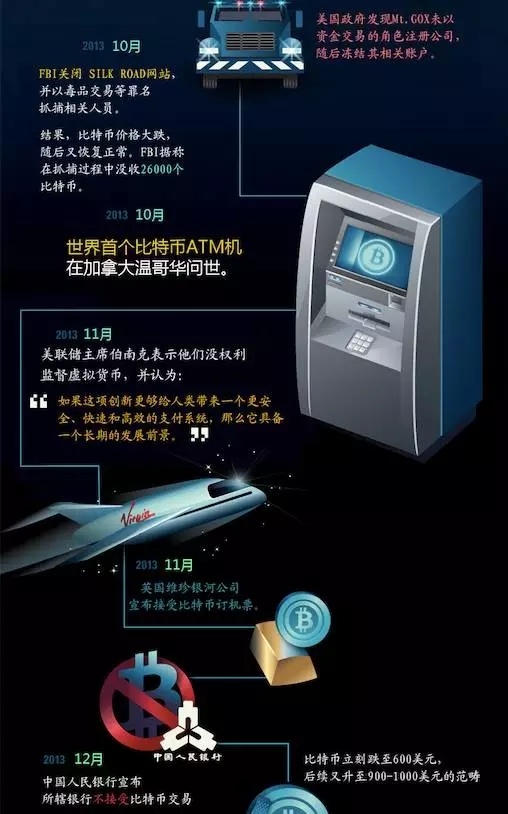 美国政府发现Mt.GOX未以
资金交易的角色注册公司,
随后冻结其相关账户。
2013 10月
FBI关闭 SILK ROAD网站,
并以毒品交易等罪名
抓捕相关人员。
结果, 比特币价格大跌,
随后又恢复正常。FBI据称
在抓捕过程中没收26000个
比特币。
2013 10月
世界首个比特币ATM机
在加拿大温哥华问世。
2013 11月
美联储主席伯南克表示他们没权利
监督虚拟货币, 并认为:
“如果这项创新更够给人类带来一个更安
全、快速和高效的支付系统, 那么它具备
一个长期的发展前景。”
Virgin
2013 11月
英国维珍银河公司
宣布接受比特币订机票。
中国人民银行
2013 12月
中国人民银行宣布
所辖银行不接受比特币交易
比特币立刻跌至600美元,
后续又升至900-1000美元的范畴